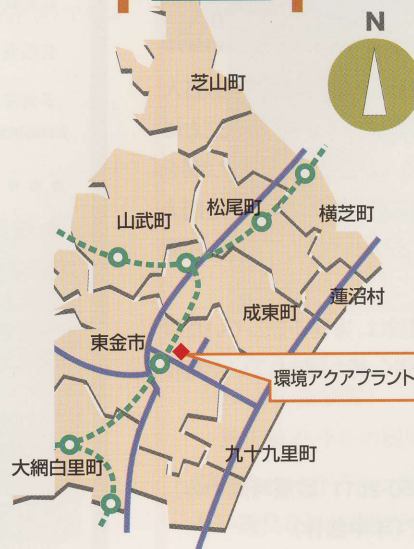 N
芝山町
山武町
松尾町
横芝町
蓮沼村
成東町
東金市
環境アクアプラント
大網白里町
九十九里町